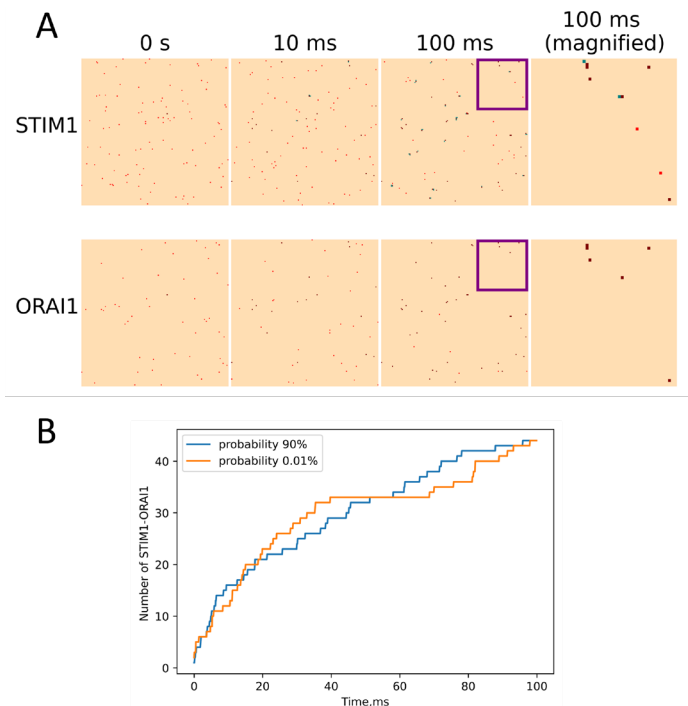 A
0 s
10 ms
100 ms
100 ms
(magnified)
STIM1
ORAI1
B
probability 90%
probability 0.01%
Number of STIM1-ORAI1
40
30
20
10
0
0
20
40
60
80
100
Time,ms